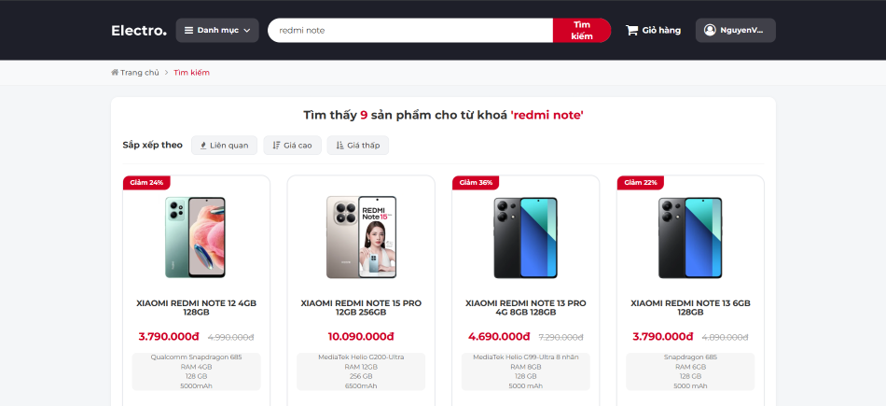 Electro.
Danh mục
redmi note
Tìm
kiếm
Giỏ hàng
NguyenV...
Trang chủ > Tìm kiếm
Tìm thấy 9 sản phẩm cho từ khoá 'redmi note'
Sắp xếp theo
Liên quan
Giá cao
Giá thấp
Giảm 24%
XIAOMI REDMI NOTE 12 4GB
128GB
3.790.000đ 4.990.000đ
Qualcomm Snapdragon 685
RAM 4GB
128 GB
5000mAh
REDMI
Note 15
XIAOMI REDMI NOTE 15 PRO
12GB 256GB
10.090.000đ
MediaTek Helio G200-Ultra
RAM 12GB
256 GB
6500mAh
Giảm 36%
XIAOMI REDMI NOTE 13 PRO
4G 8GB 128GB
4.690.000đ 7.290.000đ
MediaTek Helio G99-Ultra 8 nhân
RAM 8GB
128 GB
5000 mAh
Giảm 22%
XIAOMI REDMI NOTE 13 6GB
128GB
3.790.000đ 4.890.000đ
Snapdragon 685
RAM 6GB
128 GB
5000 mAh